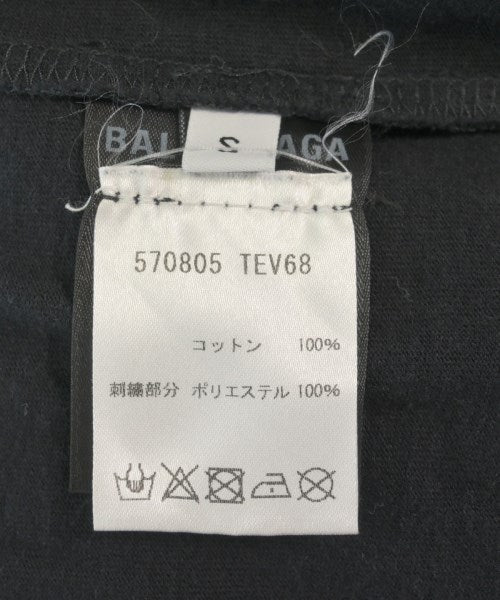 BAL AGA
S
570805 TEV68
コットン 100%
刺繍部分 ポリエステル 100%